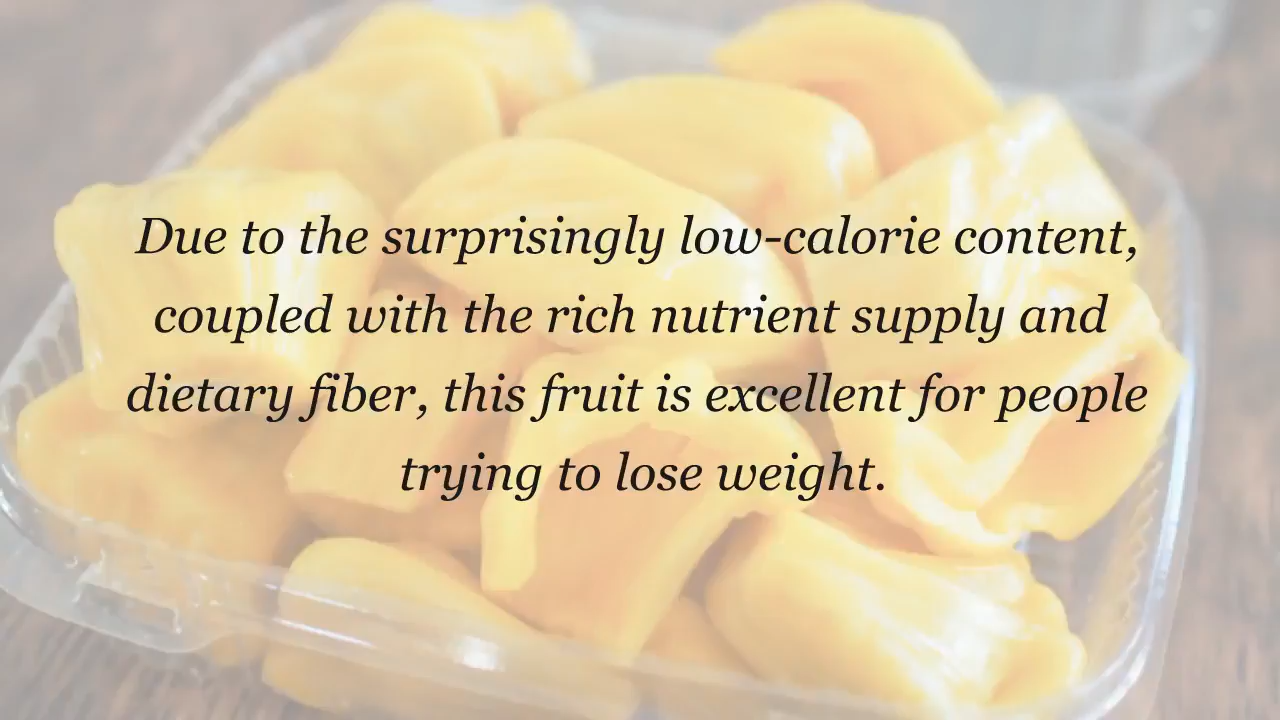 Due to the surprisingly low-calorie content,
coupled with the rich nutrient supply and
dietary fiber, this fruit is excellent for people
trying to lose weight.